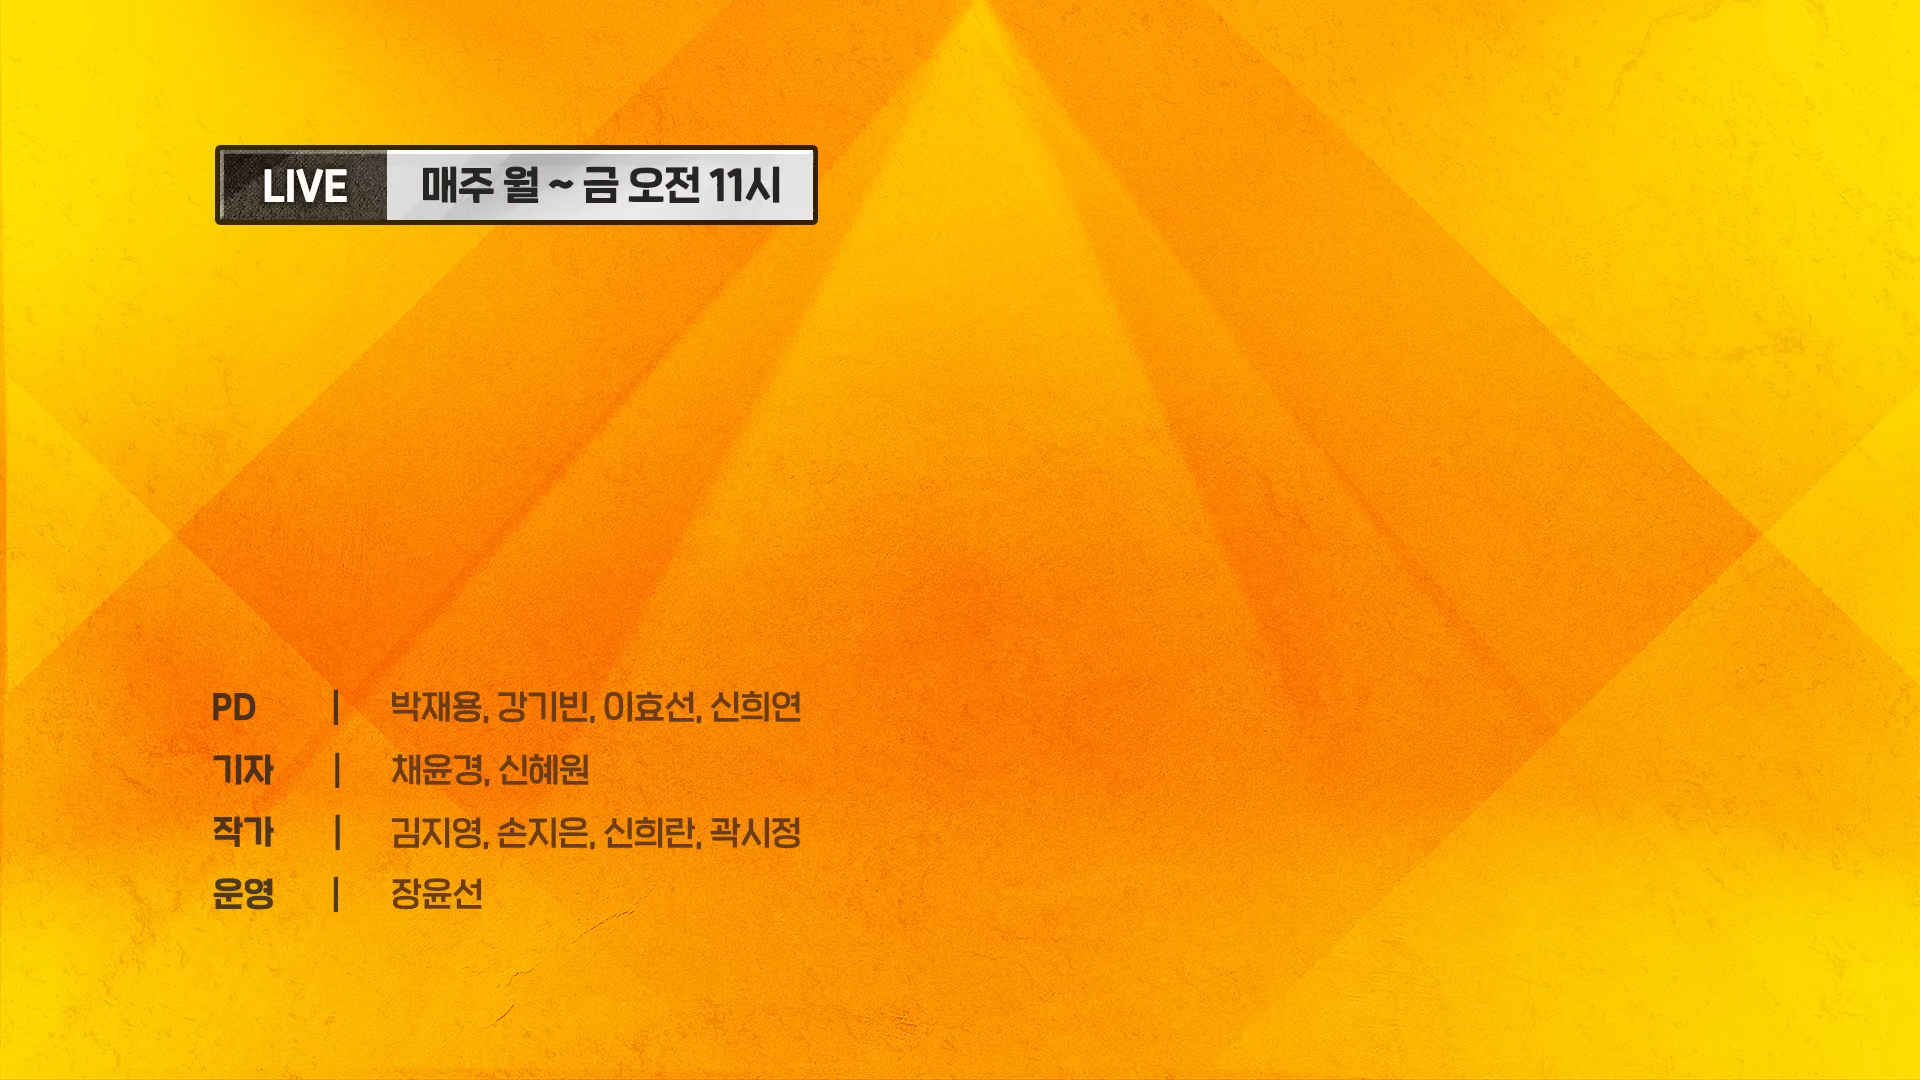 LIVE 매주 월 ~ 금 오전 11시
PD | 박재용, 강기빈, 이효선, 신희연
기자 | 채윤경, 신혜원
작가 | 김지영, 손지은, 신희란, 곽시정
운영 | 장윤선